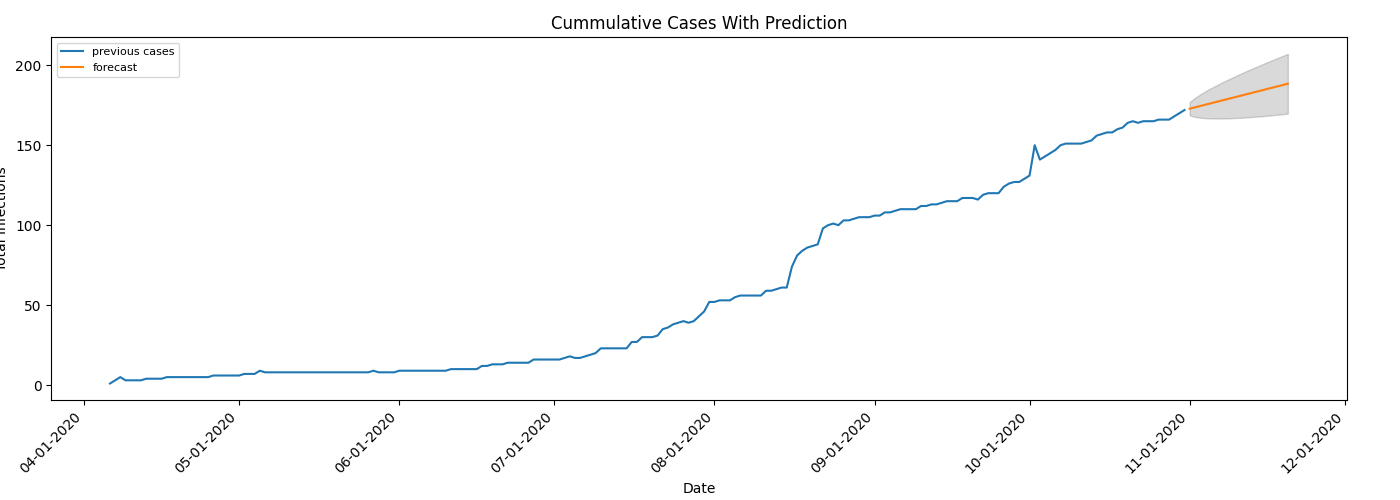 Cummulative Cases With Prediction
previous cases
forecast
200
150
100
50
0
Total Infections
04-01-2020
05-01-2020
06-01-2020
07-01-2020
08-01-2020
09-01-2020
10-01-2020
11-01-2020
12-01-2020
Date